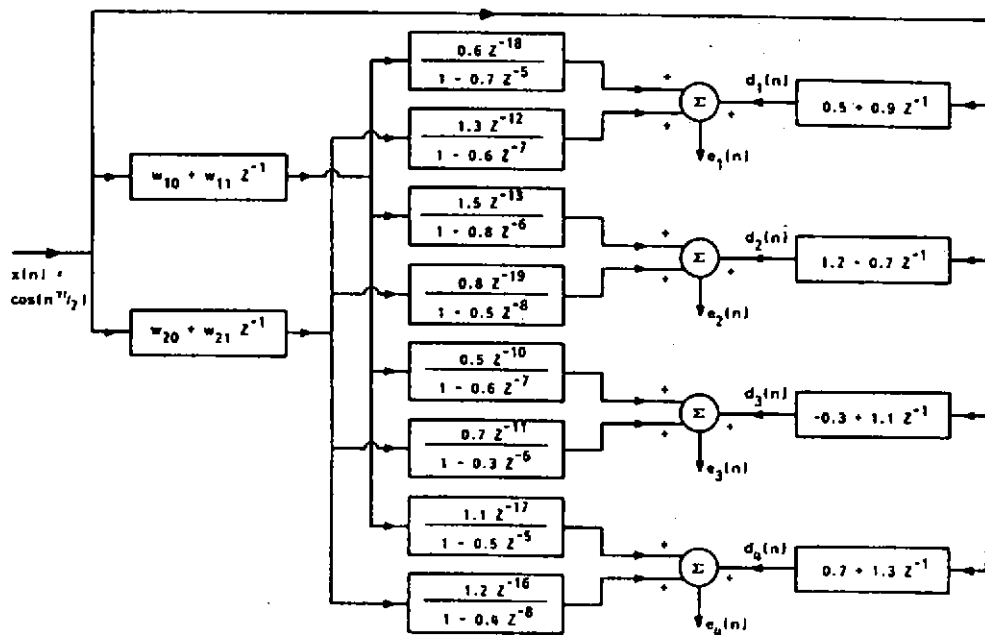 0.6 Z⁻¹⁸
1 - 0.7 Z⁻⁵
1.3 Z⁻¹²
1 - 0.6 Z⁻⁷
+
+
Σ
+
d₁(n)
0.5 + 0.9 Z⁻¹
e₁(n)
w₁₀ + w₁₁ Z⁻¹
1.5 Z⁻¹³
1 - 0.8 Z⁻⁶
0.8 Z⁻¹⁹
1 - 0.5 Z⁻⁸
+
+
Σ
+
d₂(n)
1.2 - 0.7 Z⁻¹
e₂(n)
x(n) =
cos(n π/2)
w₂₀ + w₂₁ Z⁻¹
0.5 Z⁻¹⁰
1 - 0.6 Z⁻⁷
0.7 Z⁻¹¹
1 - 0.3 Z⁻⁶
+
+
Σ
+
d₃(n)
-0.3 + 1.1 Z⁻¹
e₃(n)
1.1 Z⁻¹⁷
1 - 0.5 Z⁻⁵
1.2 Z⁻¹⁶
1 - 0.4 Z⁻⁸
+
+
Σ
+
d₄(n)
0.7 + 1.3 Z⁻¹
e₄(n)